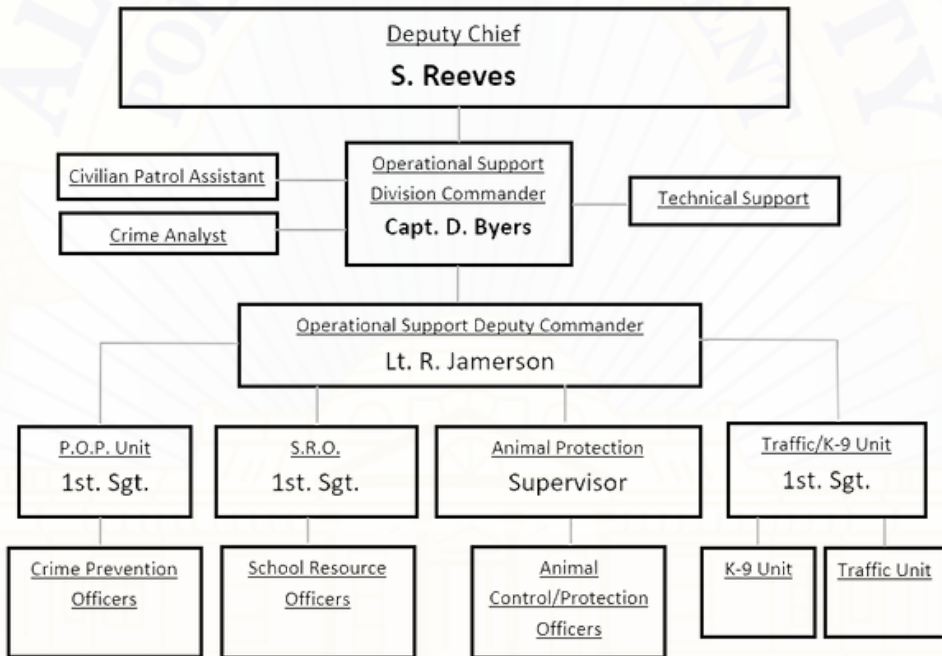 Deputy Chief
S. Reeves
Operational Support
Division Commander
Capt. D. Byers
Civilian Patrol Assistant
Crime Analyst
Technical Support
Operational Support Deputy Commander
Lt. R. Jamerson
P.O.P. Unit
1st. Sgt.
S.R.O.
1st. Sgt.
Animal Protection
Supervisor
Traffic/K-9 Unit
1st. Sgt.
Crime Prevention
Officers
School Resource
Officers
Animal
Control/Protection
Officers
K-9 Unit
Traffic Unit